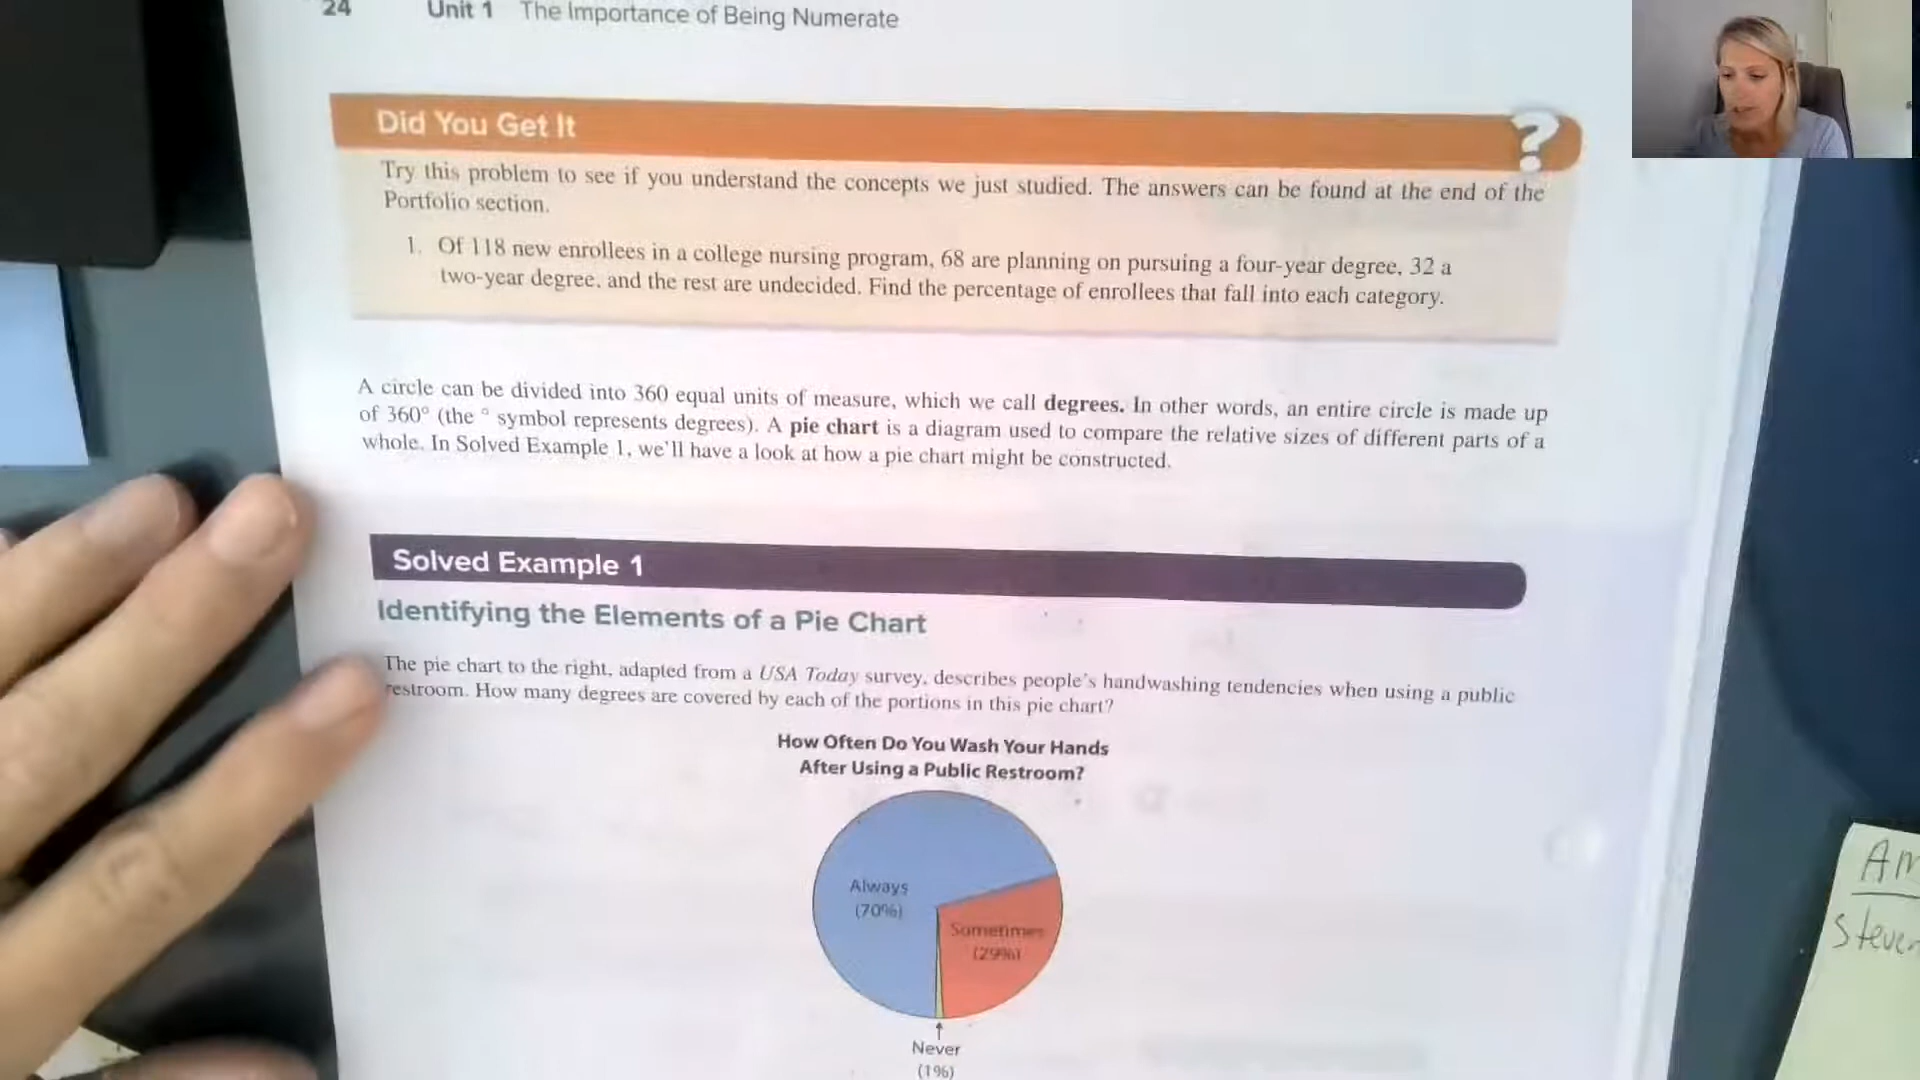 24 Unit 1 The Importance of Being Numerate
Did You Get It
?
Try this problem to see if you understand the concepts we just studied. The answers can be found at the end of the
Portfolio section.
1. Of 118 new enrollees in a college nursing program, 68 are planning on pursuing a four-year degree, 32 a
two-year degree, and the rest are undecided. Find the percentage of enrollees that fall into each category.
A circle can be divided into 360 equal units of measure, which we call degrees. In other words, an entire circle is made up
of 360° (the ° symbol represents degrees). A pie chart is a diagram used to compare the relative sizes of different parts of a
whole. In Solved Example 1, we'll have a look at how a pie chart might be constructed.
Solved Example 1
Identifying the Elements of a Pie Chart
The pie chart to the right, adapted from a USA Today survey, describes people's handwashing tendencies when using a public
restroom. How many degrees are covered by each of the portions in this pie chart?
How Often Do You Wash Your Hands
After Using a Public Restroom?
Always
(70%)
Sometimes
(29%)
Never
(1%)
Am
Steven